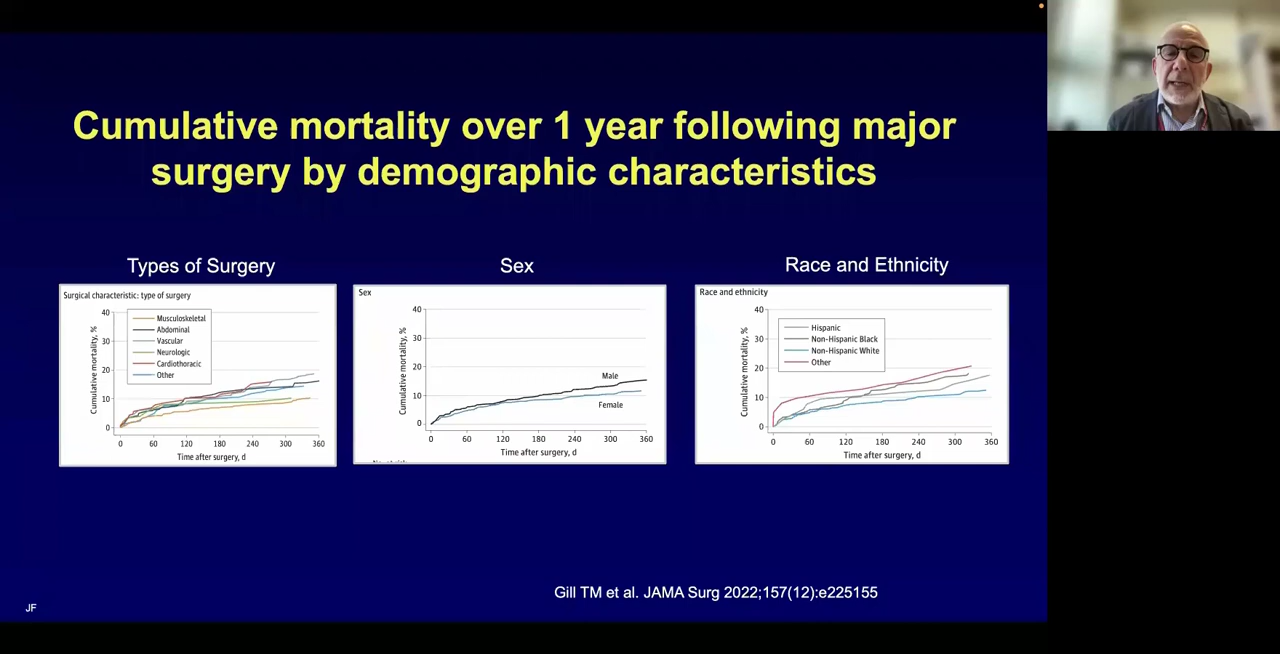 Cumulative mortality over 1 year following major
surgery by demographic characteristics
Types of Surgery
Surgical characteristic: type of surgery
Cumulative mortality, %
40
30
20
10
0
Musculoskeletal
Abdominal
Vascular
Neurologic
Cardiothoracic
Other
0 60 120 180 240 300 360
Time after surgery, d
Sex
Sex
Cumulative mortality, %
40
30
20
10
0
Male
Female
0 60 120 180 240 300 360
Time after surgery, d
Race and Ethnicity
Race and ethnicity
Cumulative mortality, %
40
30
20
10
0
Hispanic
Non-Hispanic Black
Non-Hispanic White
Other
0 60 120 180 240 300 360
Time after surgery, d
Gill TM et al. JAMA Surg 2022;157(12):e225155
JF